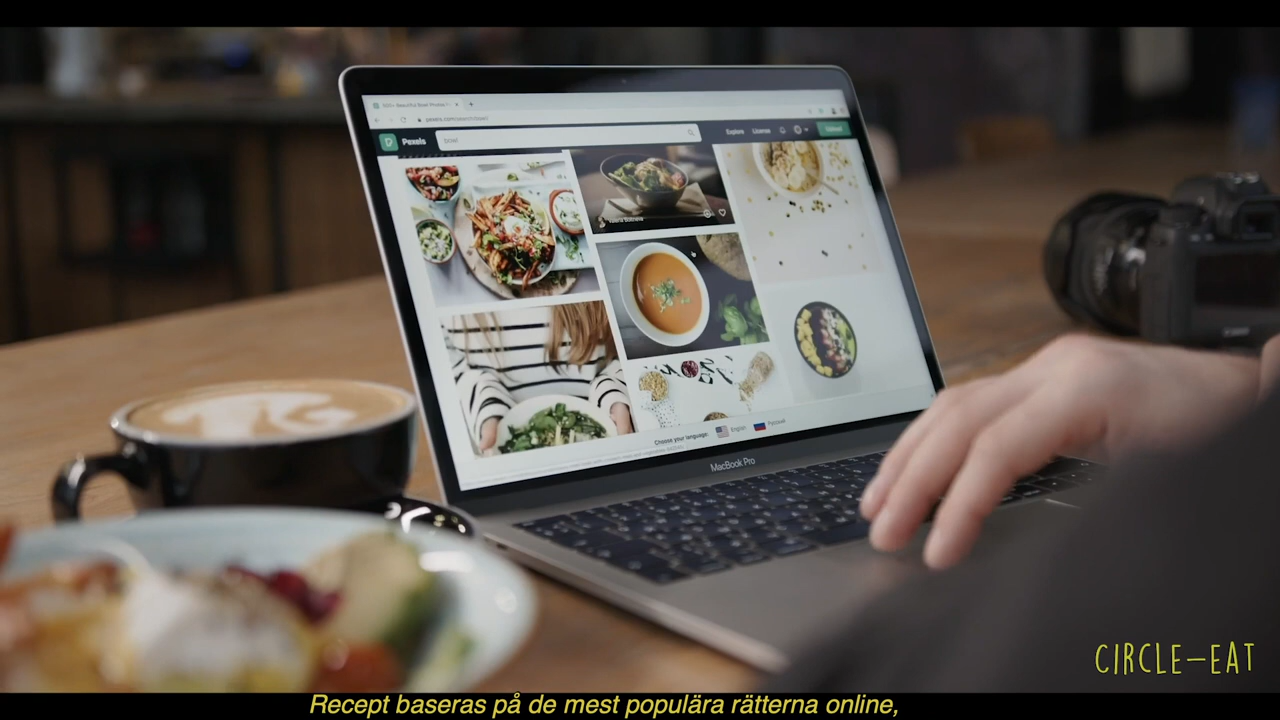 Pexels
bowl
Explore
License
Choose your language:
English
Русский
MacBook Pro
CIRCLE–EAT
Recept baseras på de mest populära rätterna online,